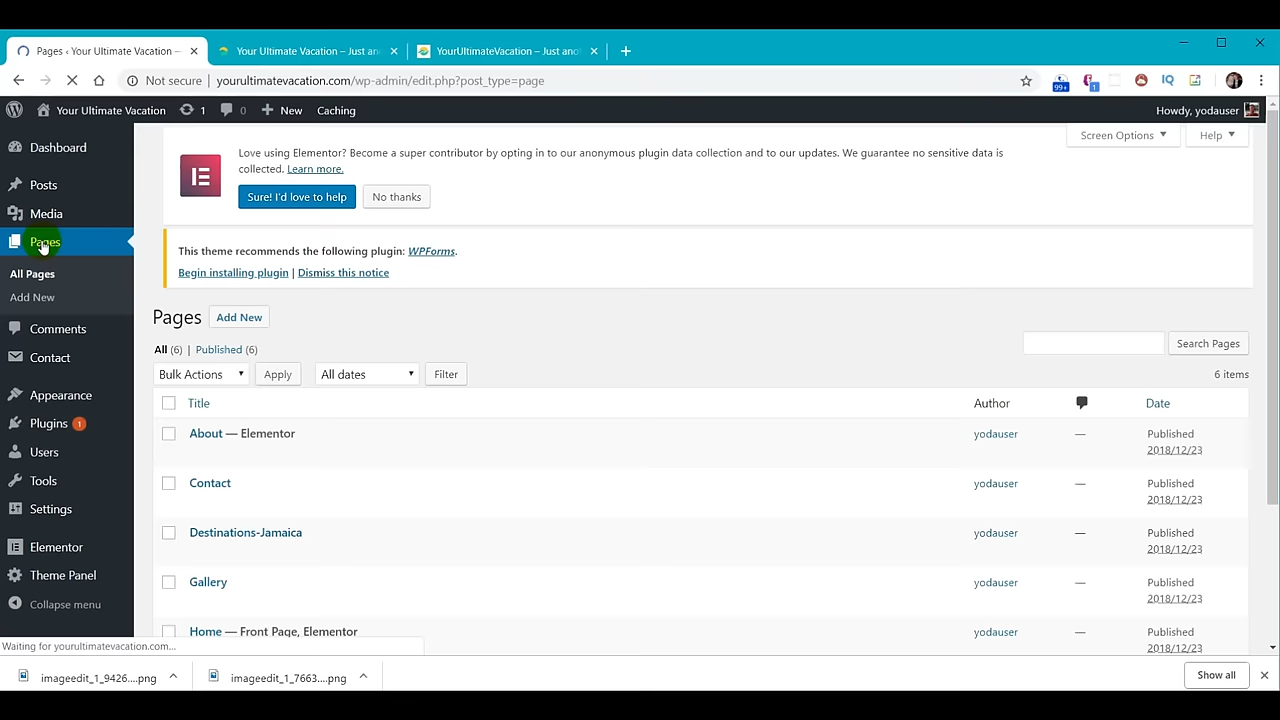 Pages ‹ Your Ultimate Vacation —
Your Ultimate Vacation – Just an
YourUltimateVacation – Just ano
Not secure | yourultimatevacation.com/wp-admin/edit.php?post_type=page
99+
1
IQ
Your Ultimate Vacation
1
0
New
Caching
Howdy, yodauser
Screen Options
Help
Dashboard
Posts
Media
Pages
All Pages
Add New
Comments
Contact
Appearance
Plugins 1
Users
Tools
Settings
Elementor
Theme Panel
Collapse menu
Love using Elementor? Become a super contributor by opting in to our anonymous plugin data collection and to our updates. We guarantee no sensitive data is
collected. Learn more.
Sure! I'd love to help
No thanks
This theme recommends the following plugin: WPForms.
Begin installing plugin | Dismiss this notice
Pages
Add New
All (6) | Published (6)
Search Pages
Bulk Actions
Apply
All dates
Filter
6 items
Title
Author
Date
About — Elementor
yodauser
—
Published
2018/12/23
Contact
yodauser
—
Published
2018/12/23
Destinations-Jamaica
yodauser
—
Published
2018/12/23
Gallery
yodauser
—
Published
2018/12/23
Home — Front Page, Elementor
yodauser
—
Published
2018/12/23
Waiting for yourultimatevacation.com...
imageedit_1_9426....png
imageedit_1_7663....png
Show all